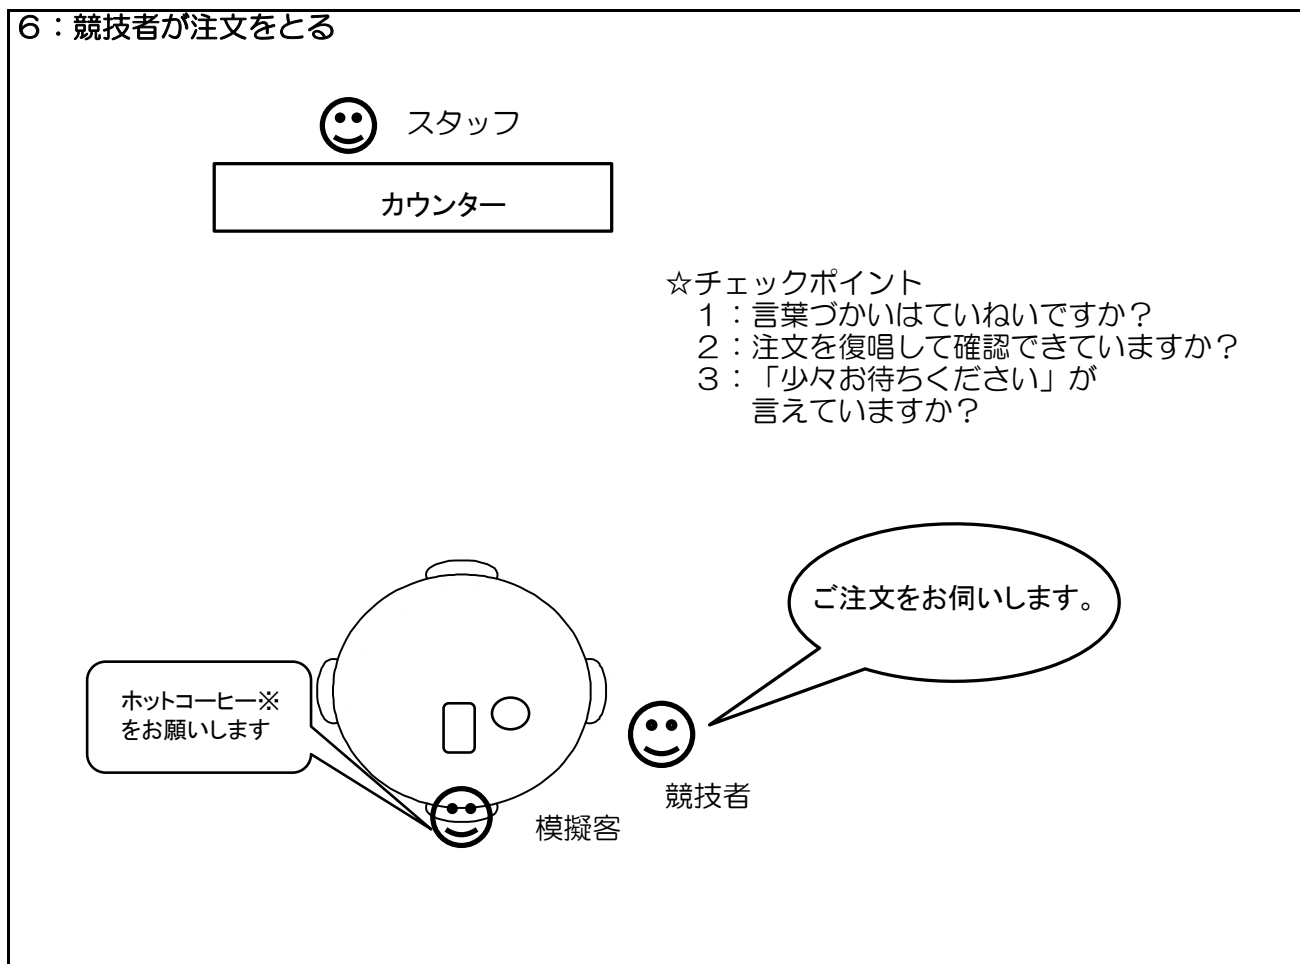 ６：競技者が注文をとる
スタッフ
カウンター
☆チェックポイント
１：言葉づかいはていねいですか？
２：注文を復唱して確認できていますか？
３：「少々お待ちください」が
言えていますか？
ご注文をお伺いします。
ホットコーヒー※
をお願いします
競技者
模擬客